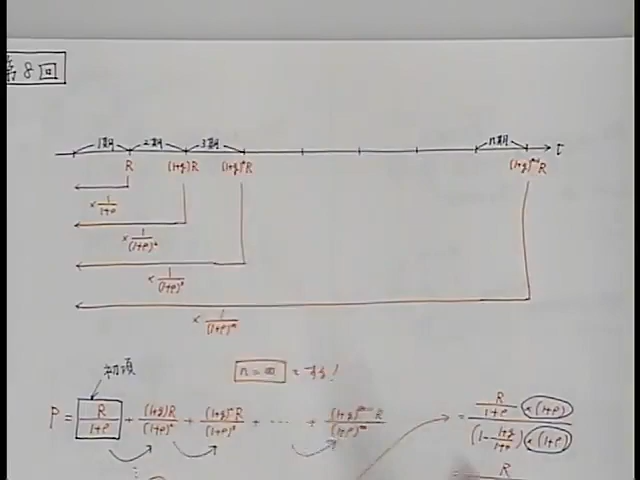 第8回
1期 2期 3期 n期 t
R (1+g)R (1+g)²R (1+g)ⁿ⁻¹R
× 1/(1+ρ)
× 1/(1+ρ)²
× 1/(1+ρ)³
× 1/(1+ρ)ⁿ
初項 n=∞ とする!
P = R/(1+ρ) + (1+g)R/(1+ρ)² + (1+g)²R/(1+ρ)³ + ⋯ + (1+g)ⁿ⁻¹R/(1+ρ)ⁿ
= R/(1+ρ) ×(1+ρ) / (1-(1+g)/(1+ρ)) ×(1+ρ)
= R